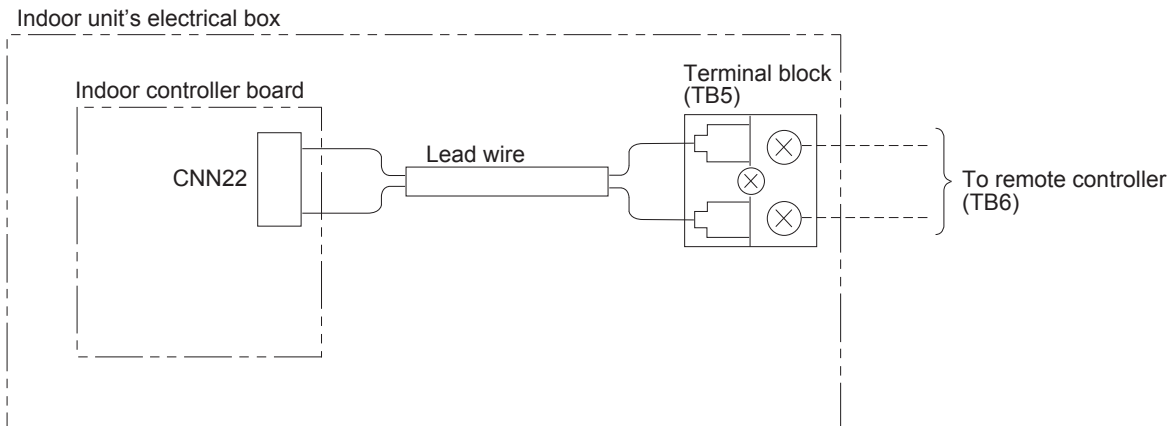 Indoor unit's electrical box
Indoor controller board
Terminal block
(TB5)
CNN22
Lead wire
To remote controller
(TB6)